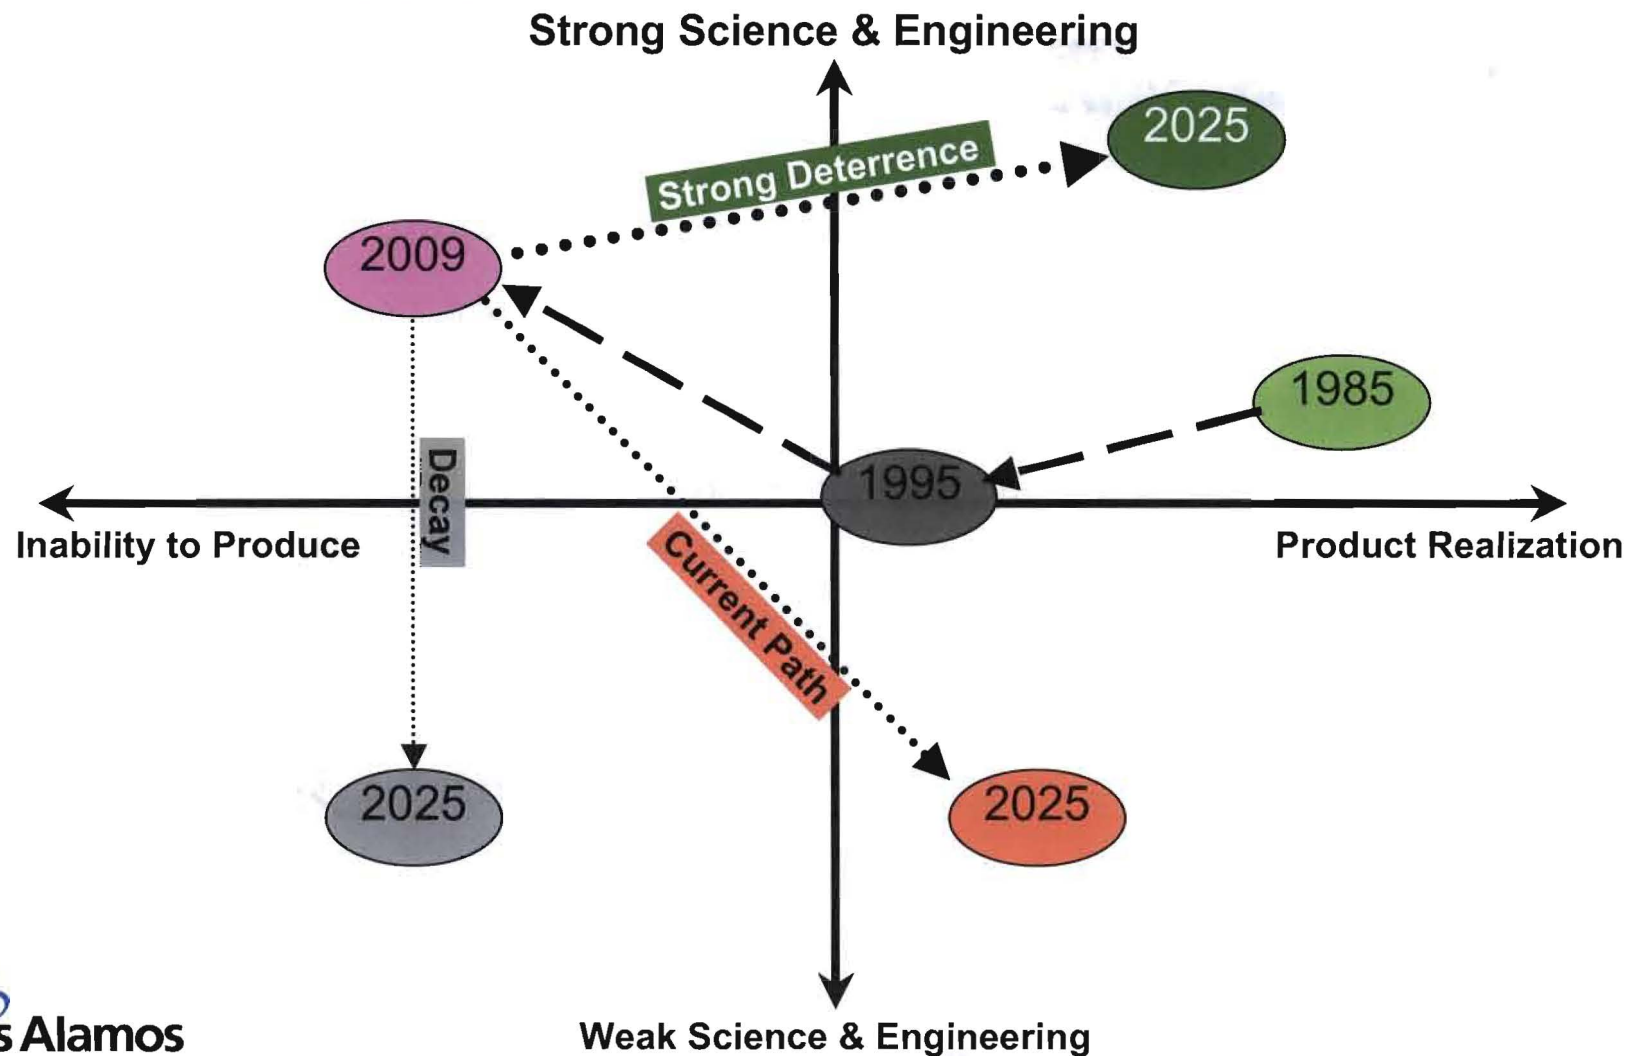 Strong Science & Engineering
2025
Strong Deterrence
2009
1985
1995
Decay
Inability to Produce
Product Realization
Current Path
2025
2025
Alamos
Weak Science & Engineering